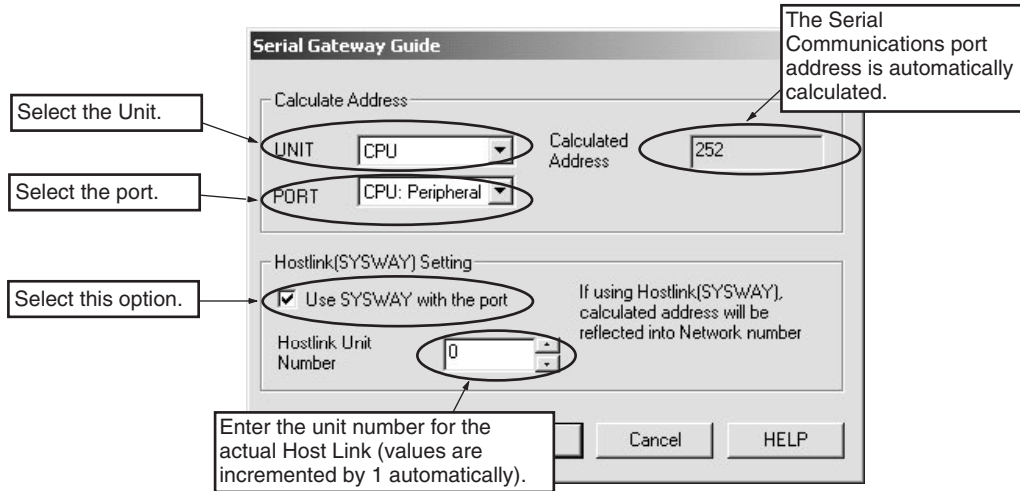 The Serial
Communications port
address is automatically
calculated.
Serial Gateway Guide
Calculate Address
Select the Unit.
UNIT
CPU
Calculated
Address
252
Select the port.
PORT
CPU: Peripheral
Hostlink(SYSWAY) Setting
Select this option.
Use SYSWAY with the port
If using Hostlink(SYSWAY),
calculated address will be
reflected into Network number
Hostlink Unit
Number
0
Enter the unit number for the
actual Host Link (values are
incremented by 1 automatically).
Cancel
HELP